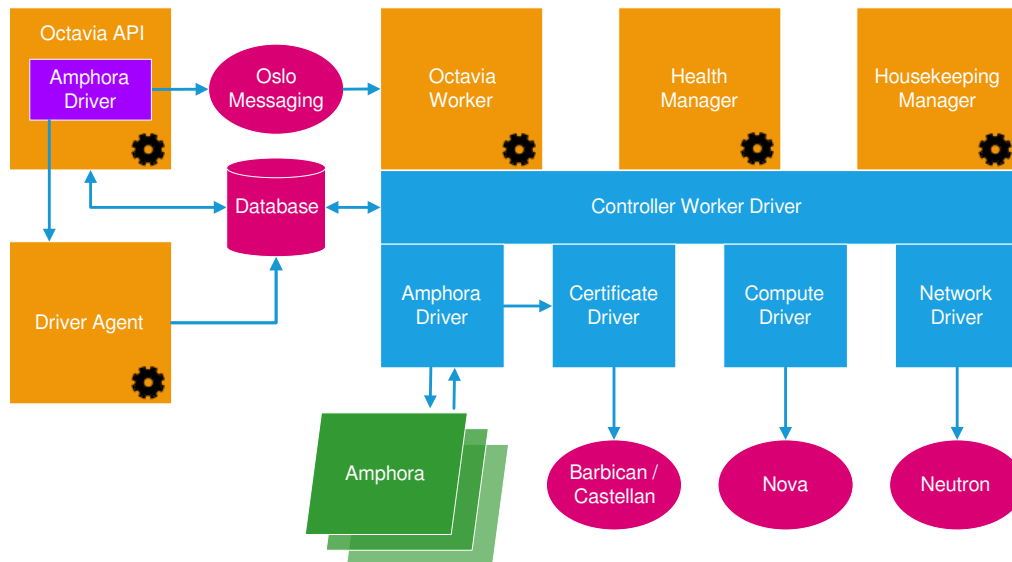 Octavia API
Amphora
Driver
Oslo
Messaging
Octavia
Worker
Health
Manager
Housekeeping
Manager
Database
Controller Worker Driver
Driver Agent
Amphora
Driver
Certificate
Driver
Compute
Driver
Network
Driver
Amphora
Barbican /
Castellan
Nova
Neutron